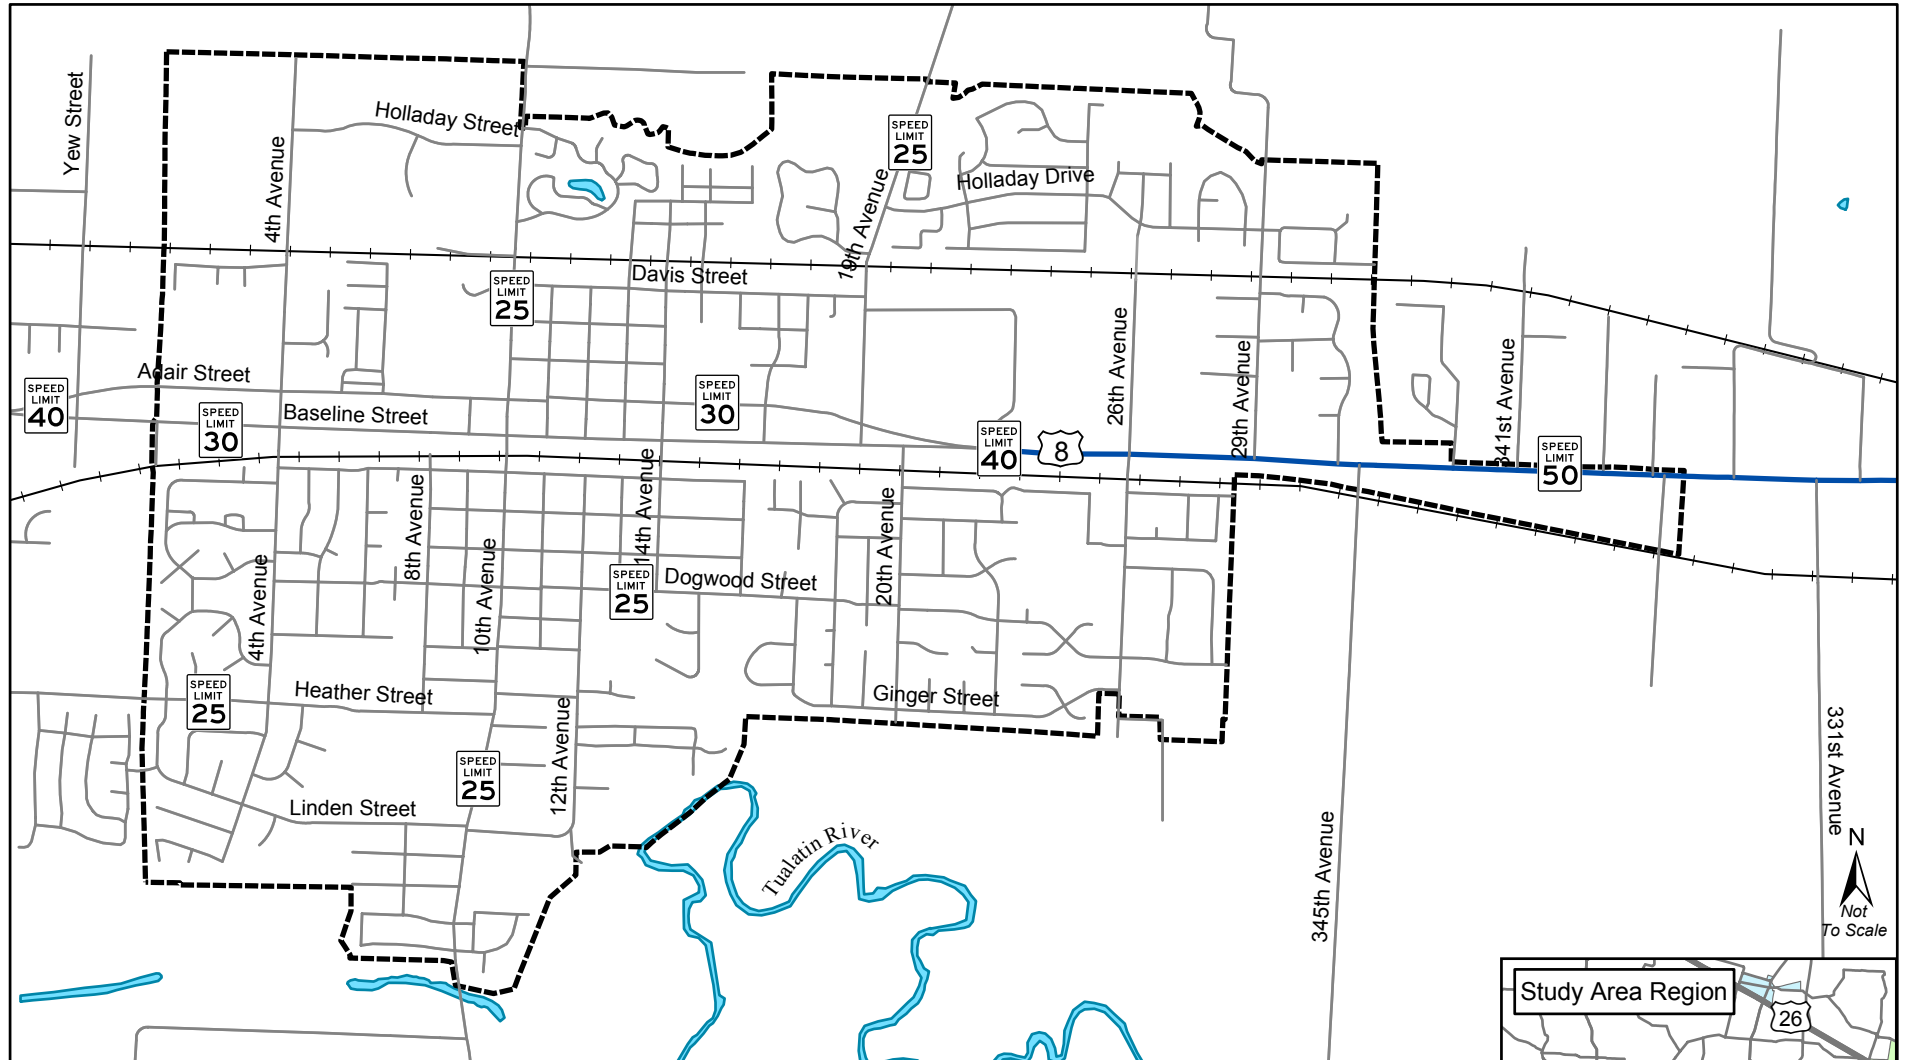 Yew Street
4th Avenue
Holladay Street
SPEED
LIMIT
25
19th Avenue
Holladay Drive
SPEED
LIMIT
25
Davis Street
Adair Street
SPEED
LIMIT
40
SPEED
LIMIT
30
Baseline Street
SPEED
LIMIT
30
SPEED
LIMIT
40
8
26th Avenue
29th Avenue
341st Avenue
SPEED
LIMIT
50
8th Avenue
14th Avenue
20th Avenue
4th Avenue
10th Avenue
SPEED
LIMIT
25
Dogwood Street
SPEED
LIMIT
25
Heather Street
Ginger Street
12th Avenue
SPEED
LIMIT
25
Linden Street
Tualatin River
345th Avenue
331st Avenue
N
Not
To Scale
Study Area Region
26